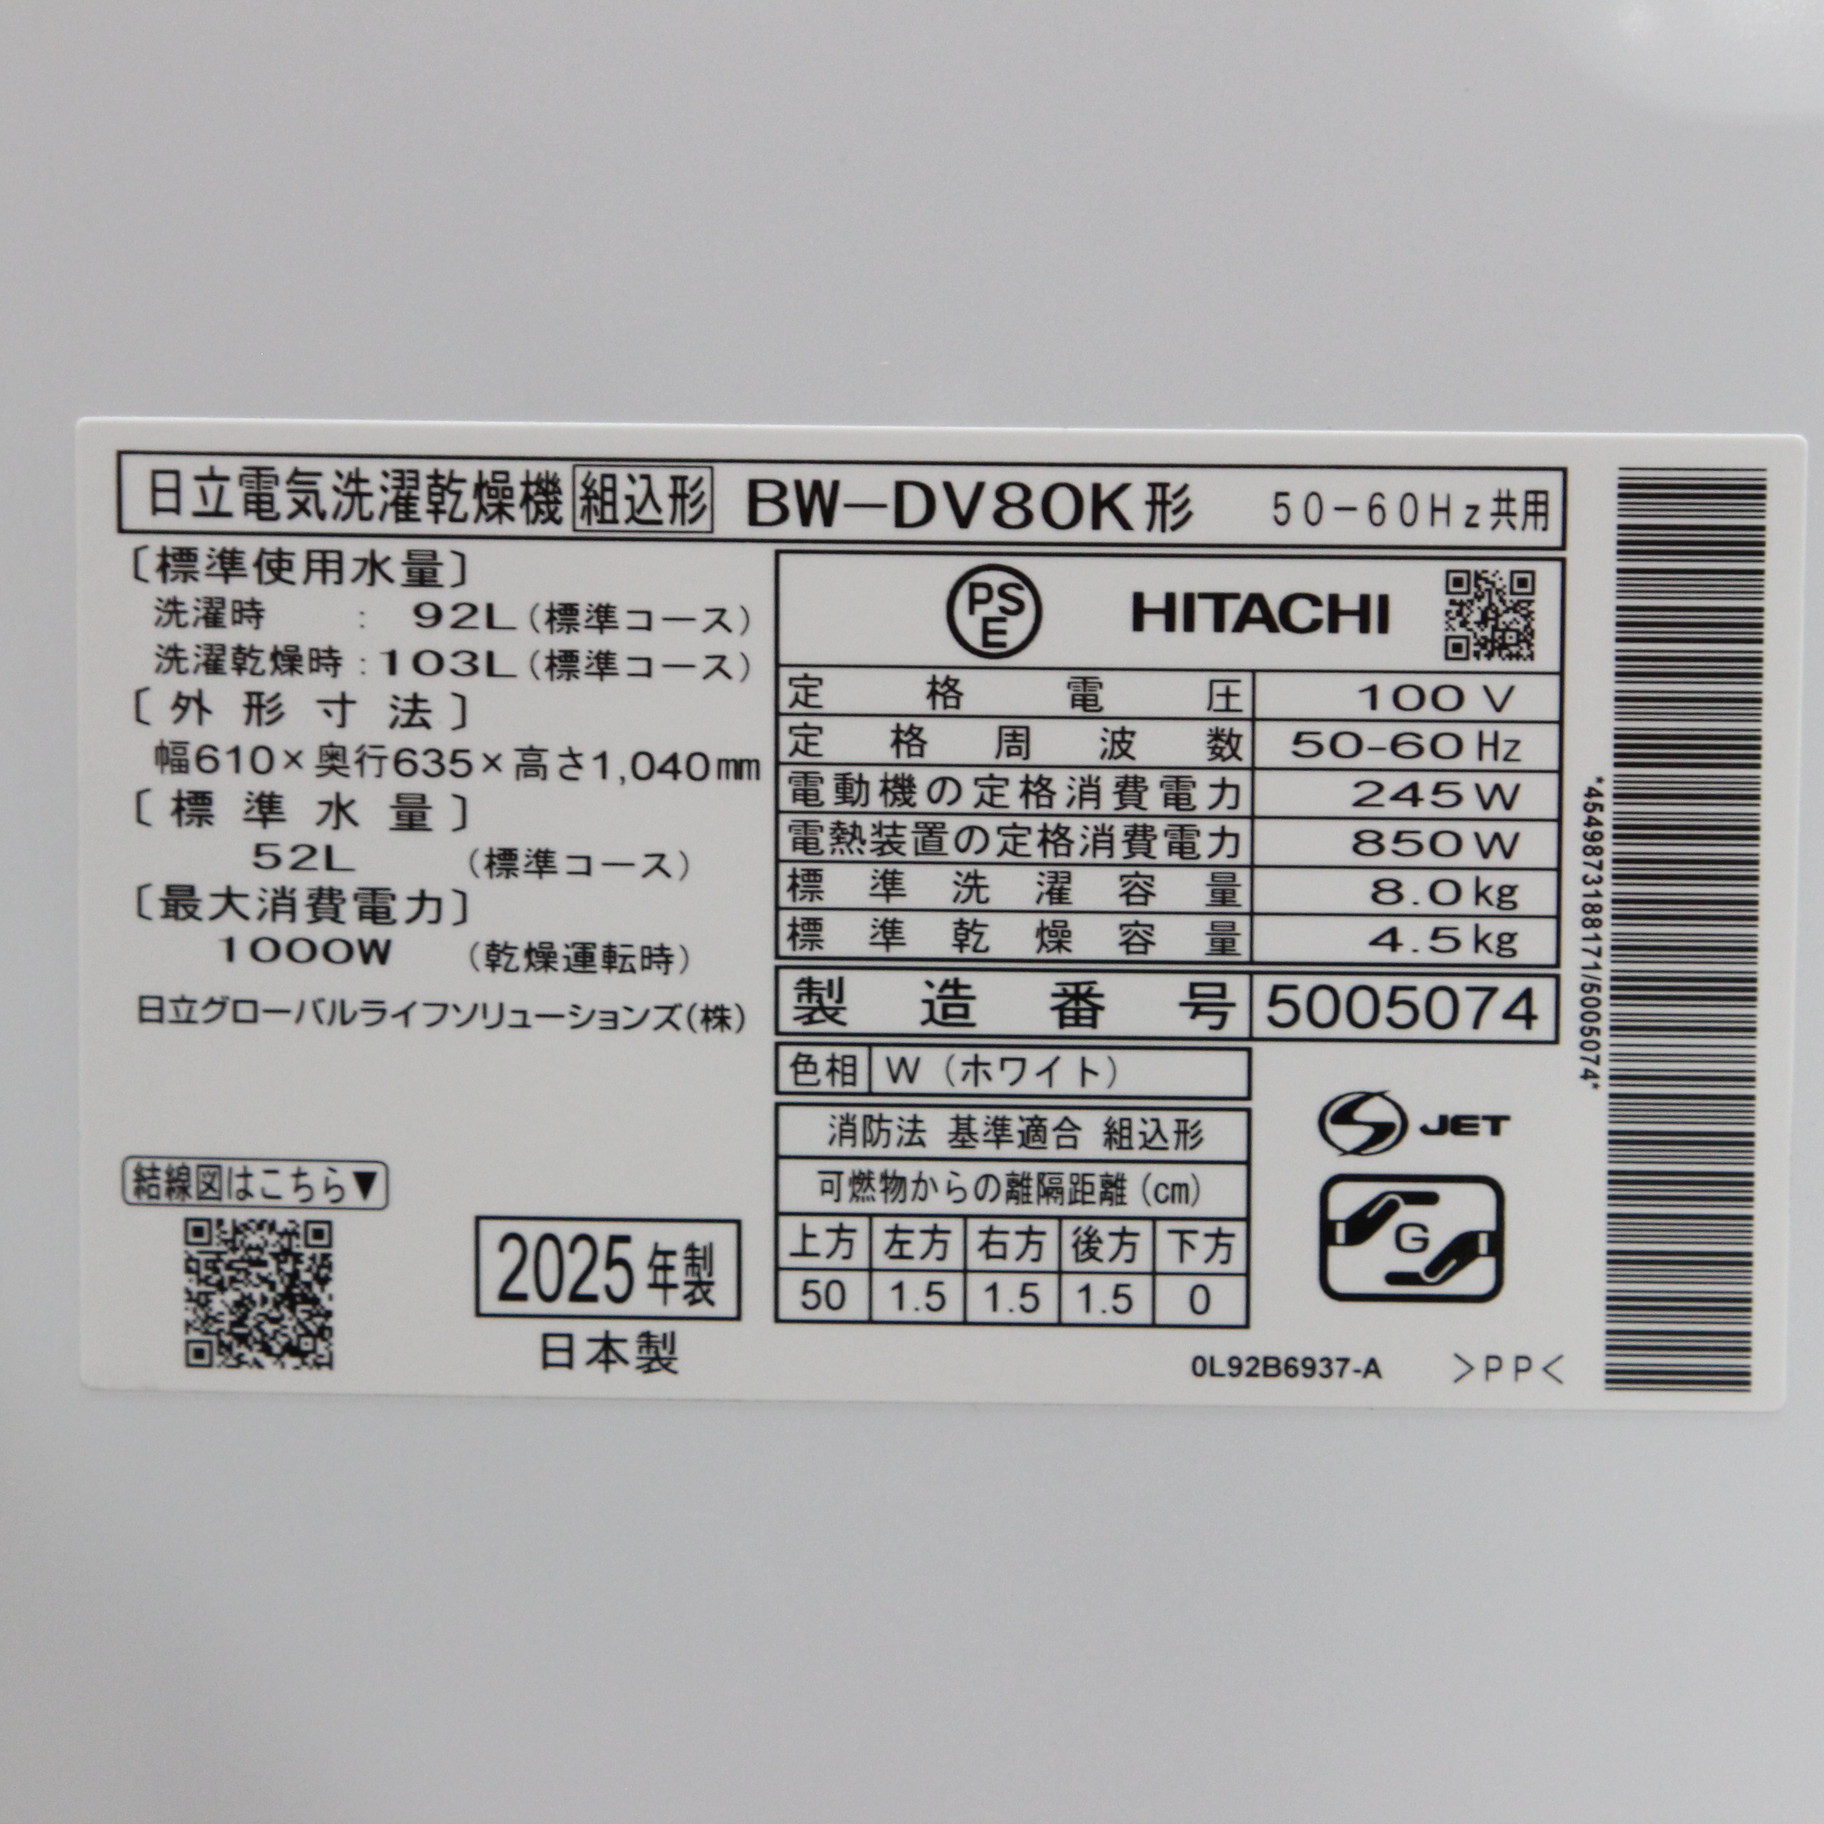 日立電気洗濯乾燥機 組込形 BW-DV80K形 50-60Hz共用
〔標準使用水量〕
洗濯時 : 92L(標準コース)
洗濯乾燥時:103L(標準コース)
〔外形寸法〕
幅610×奥行635×高さ1,040mm
〔標準水量〕
52L (標準コース)
〔最大消費電力〕
1000W (乾燥運転時)
日立グローバルライフソリューションズ(株)
結線図はこちら▼
2025年製
日本製
PSE HITACHI
定格電圧 100V
定格周波数 50-60Hz
電動機の定格消費電力 245W
電熱装置の定格消費電力 850W
標準洗濯容量 8.0kg
標準乾燥容量 4.5kg
製造番号 5005074
色相 W(ホワイト)
消防法 基準適合 組込形
可燃物からの離隔距離(cm)
上方 左方 右方 後方 下方
50 1.5 1.5 1.5 0
JET
G
0L92B6937-A >PP<
*4549873188171/5005074*